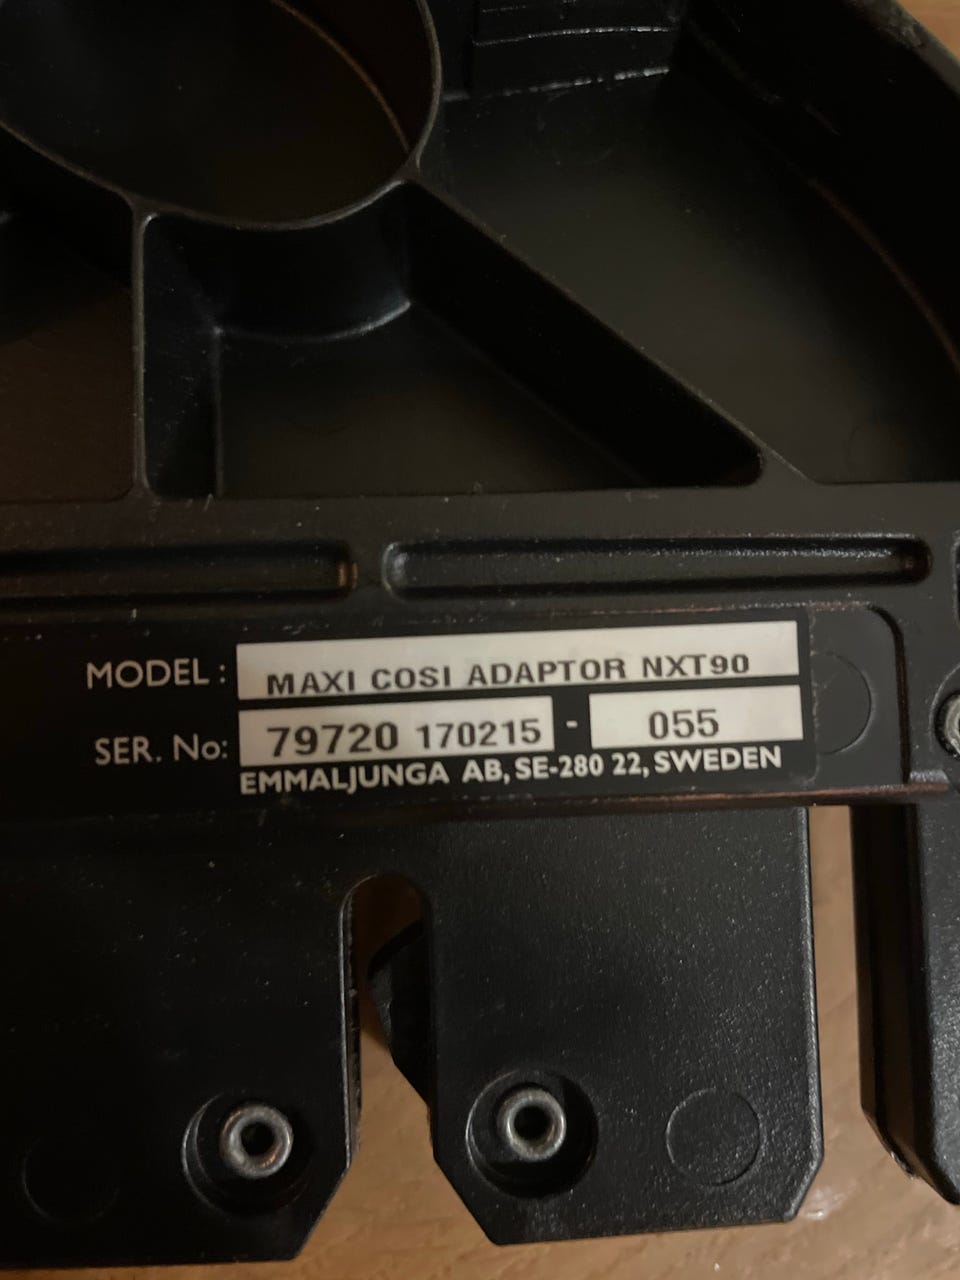 MODEL : MAXI COSI ADAPTOR NXT90
SER. No: 79720 170215 - 055
EMMALJUNGA AB, SE-280 22, SWEDEN